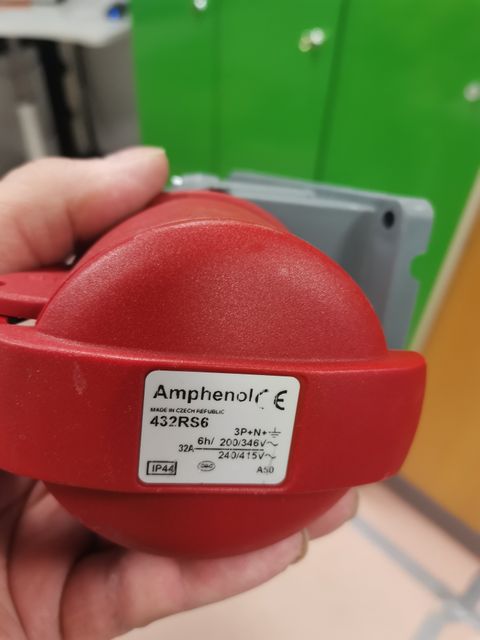 Amphenol CE
MADE IN CZECH REPUBLIC
432RS6
3P+N+⏚
6h/ 200/346V~
32A
240/415V~
IP44
A50